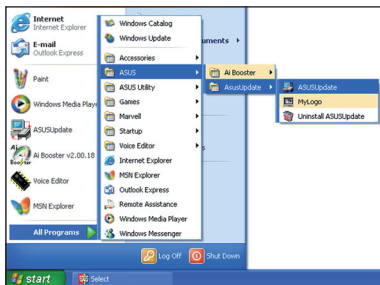 Internet
Internet Explorer
E-mail
Outlook Express
Paint
Windows Media Play
ASUSUpdate
Ai Booster v2.00.18
Voice Editor
MSN Explorer
All Programs
Windows Catalog
Windows Update
Accessories
ASUS
ASUS Utility
Games
Marvell
Startup
Voice Editor
Internet Explorer
MSN Explorer
Outlook Express
Remote Assistance
Windows Media Player
Windows Messenger
uments
s
Ai Booster
AsusUpdate
ASUSUpdate
MyLogo
Uninstall ASUSUpdate
Log Off
Shut Down
start
Select